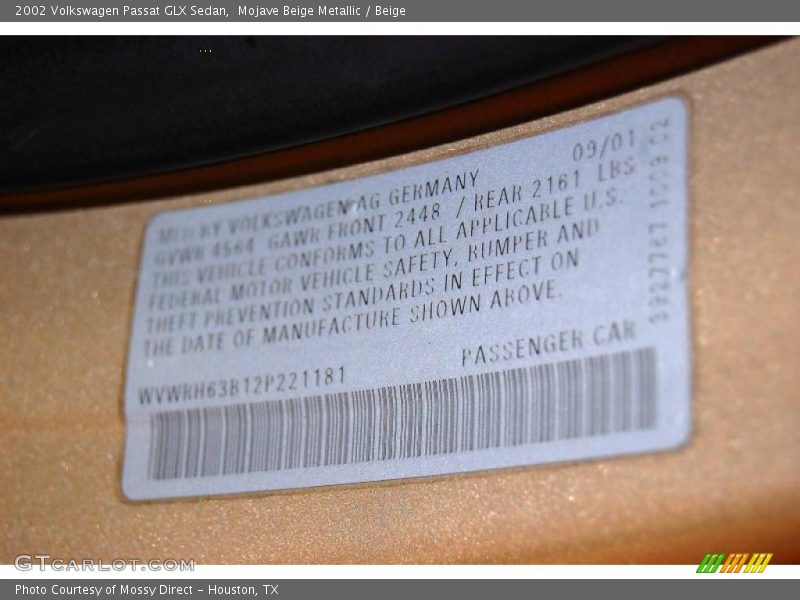 2002 Volkswagen Passat GLX Sedan,  Mojave Beige Metallic / Beige
09/01
MFD BY VOLKSWAGEN AG GERMANY
GVWR 4564 GAWR FRONT 2448 / REAR 2161 LBS
THIS VEHICLE CONFORMS TO ALL APPLICABLE U.S.
FEDERAL MOTOR VEHICLE SAFETY, BUMPER AND
THEFT PREVENTION STANDARDS IN EFFECT ON
THE DATE OF MANUFACTURE SHOWN ABOVE.
WVWRH63B12P221181
PASSENGER CAR
GTcarlot.com
Photo Courtesy of Mossy Direct - Houston, TX